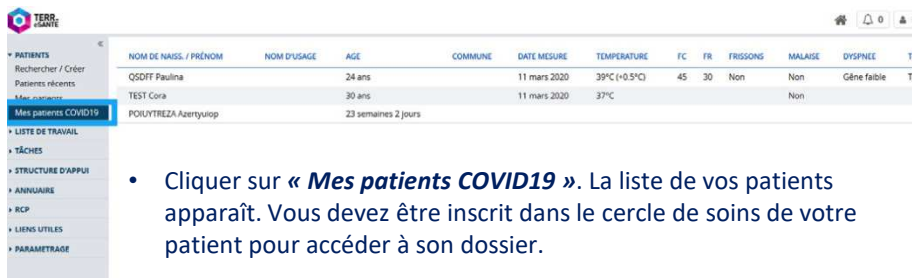 TERR
eSANTÉ
0
«
PATIENTS
Rechercher / Créer
Patients récents
Mes patients
Mes patients COVID19
LISTE DE TRAVAIL
TÂCHES
STRUCTURE D'APPUI
ANNUAIRE
RCP
LIENS UTILES
PARAMETRAGE
NOM DE NAISS. / PRÉNOM NOM D'USAGE AGE COMMUNE DATE MESURE TEMPERATURE FC FR FRISSONS MALAISE DYSPNEE T
QSDFF Paulina 24 ans 11 mars 2020 39°C (+0.5°C) 45 30 Non Non Gêne faible T
TEST Cora 30 ans 11 mars 2020 37°C Non
POIUYTREZA Azertyuiop 23 semaines 2 jours
• Cliquer sur « Mes patients COVID19 ». La liste de vos patients
apparaît. Vous devez être inscrit dans le cercle de soins de votre
patient pour accéder à son dossier.